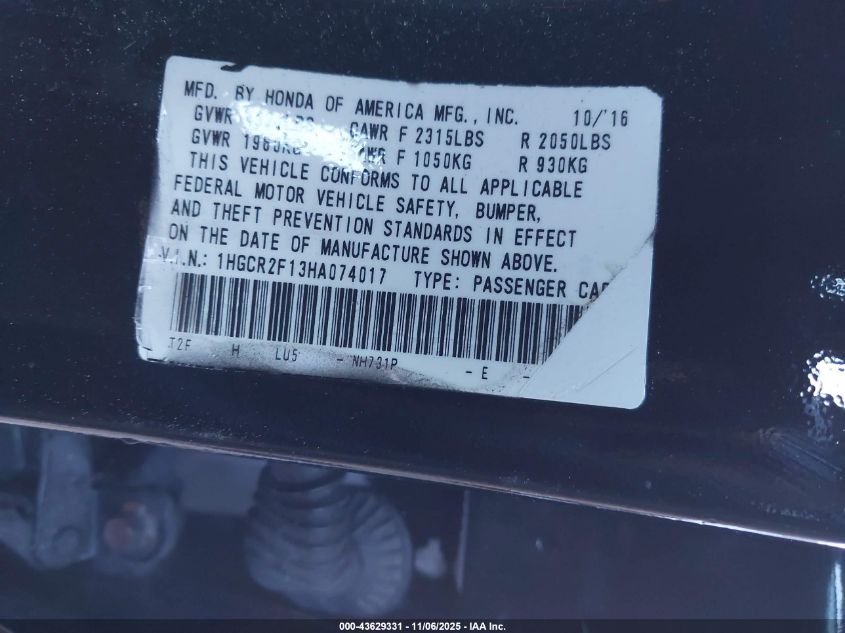 MFD. BY HONDA OF AMERICA MFG., INC. 10/'16
GVWR GAWR F 2315LBS R 2050LBS
GVWR F 1050KG R 930KG
THIS VEHICLE CONFORMS TO ALL APPLICABLE
FEDERAL MOTOR VEHICLE SAFETY, BUMPER,
AND THEFT PREVENTION STANDARDS IN EFFECT
ON THE DATE OF MANUFACTURE SHOWN ABOVE.
V.I.N.: 1HGCR2F13HA074017 TYPE: PASSENGER
T2F H LU5 - NH731P - E -
000-43629331 - 11/06/2025 - IAA Inc.